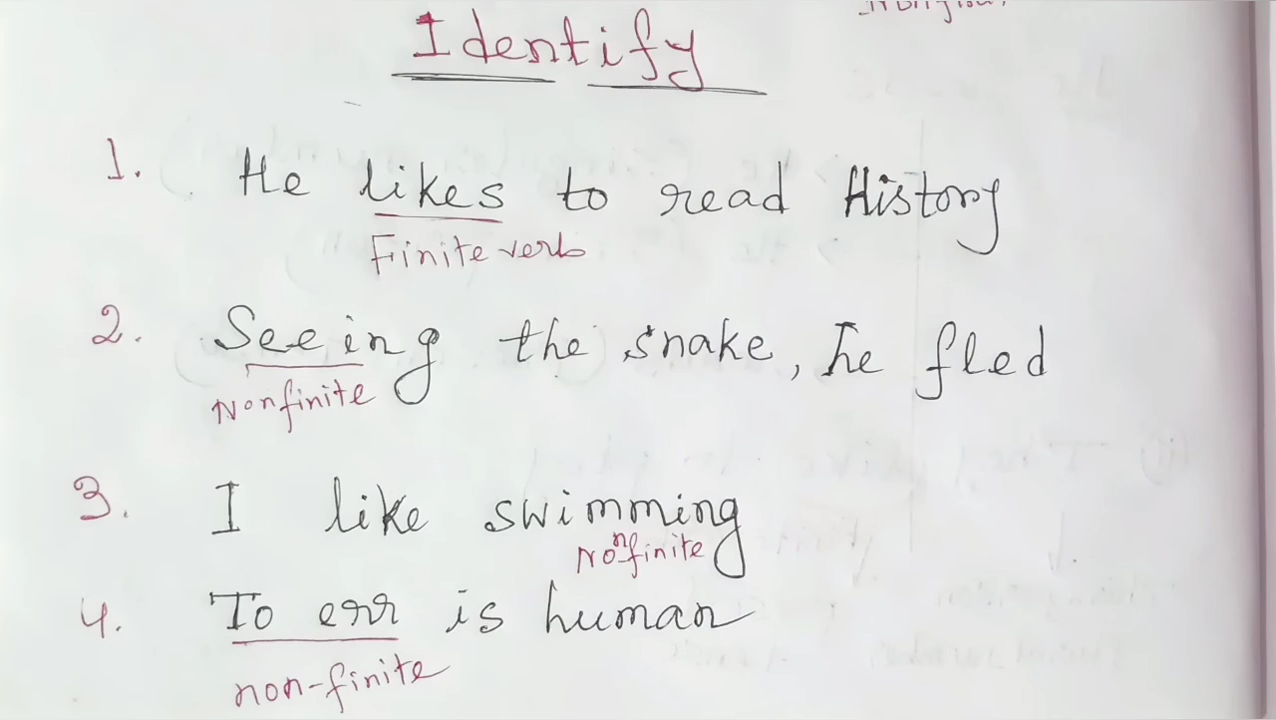 Identify
1. He likes to read History
Finite verb
2. Seeing the snake, he fled
Nonfinite
3. I like swimming
Nonfinite
4. To err is human
non-finite